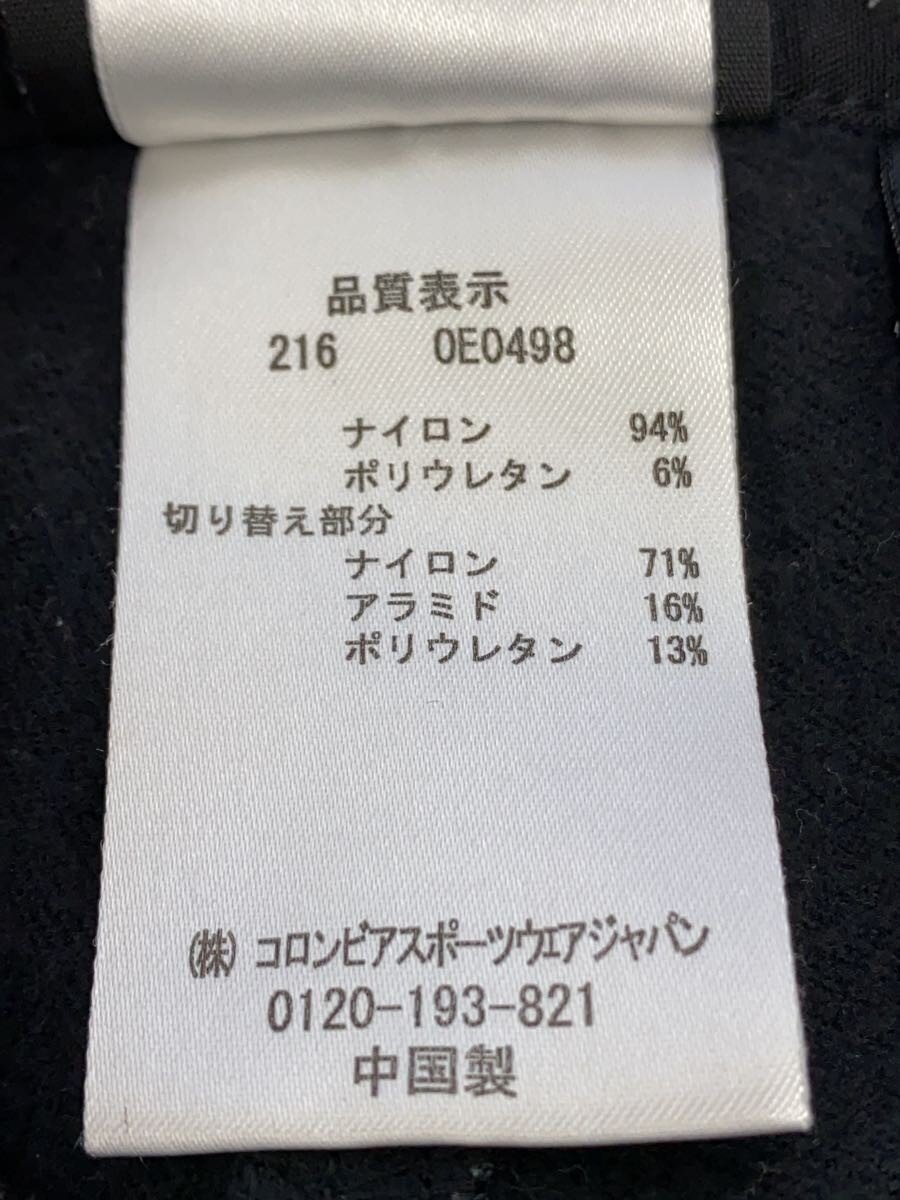 品質表示
216 0E0498
ナイロン 94%
ポリウレタン 6%
切り替え部分
ナイロン 71%
アラミド 16%
ポリウレタン 13%
(株)コロンビアスポーツウエアジャパン
0120-193-821
中国製